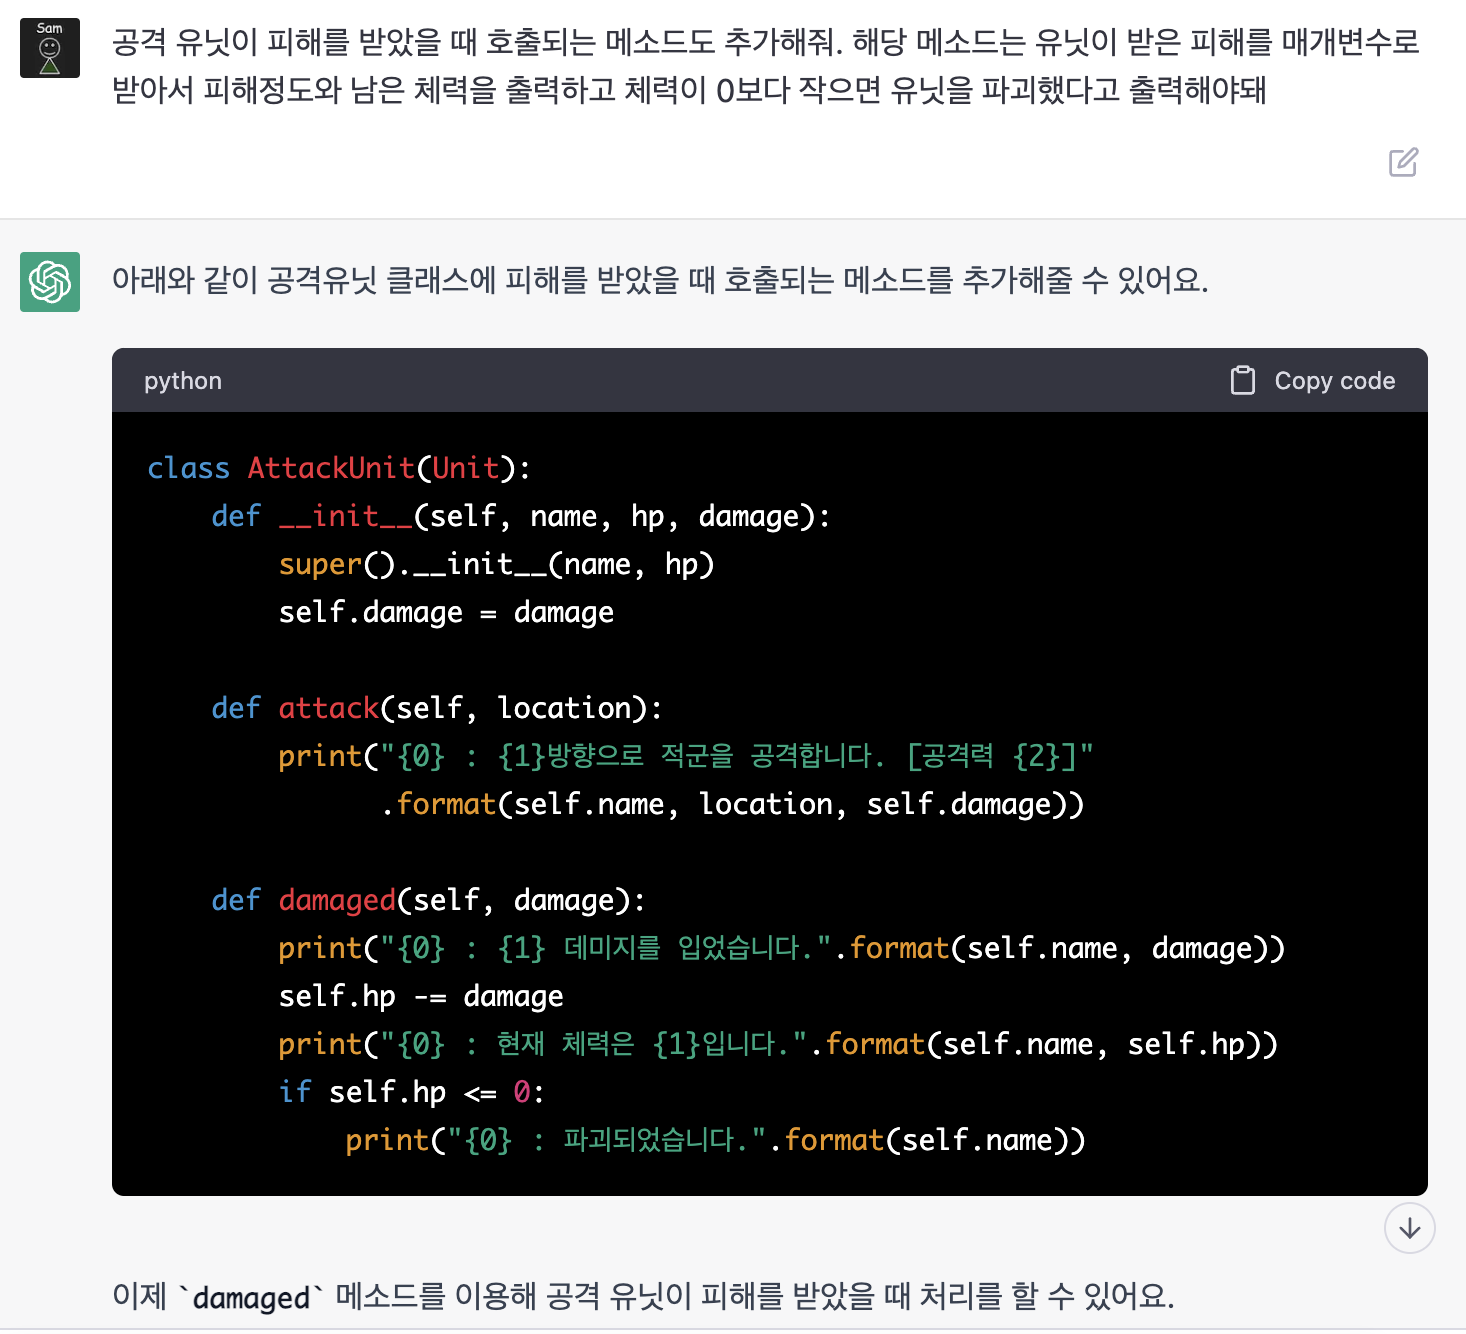 Sam
공격 유닛이 피해를 받았을 때 호출되는 메소드도 추가해줘. 해당 메소드는 유닛이 받은 피해를 매개변수로
받아서 피해정도와 남은 체력을 출력하고 체력이 0보다 작으면 유닛을 파괴했다고 출력해야돼
아래와 같이 공격유닛 클래스에 피해를 받았을 때 호출되는 메소드를 추가해줄 수 있어요.
python Copy code
class AttackUnit(Unit):
    def __init__(self, name, hp, damage):
        super().__init__(name, hp)
        self.damage = damage
    def attack(self, location):
        print("{0} : {1}방향으로 적군을 공격합니다. [공격력 {2}]"
              .format(self.name, location, self.damage))
    def damaged(self, damage):
        print("{0} : {1} 데미지를 입었습니다.".format(self.name, damage))
        self.hp -= damage
        print("{0} : 현재 체력은 {1}입니다.".format(self.name, self.hp))
        if self.hp <= 0:
            print("{0} : 파괴되었습니다.".format(self.name))
이제 `damaged` 메소드를 이용해 공격 유닛이 피해를 받았을 때 처리를 할 수 있어요.